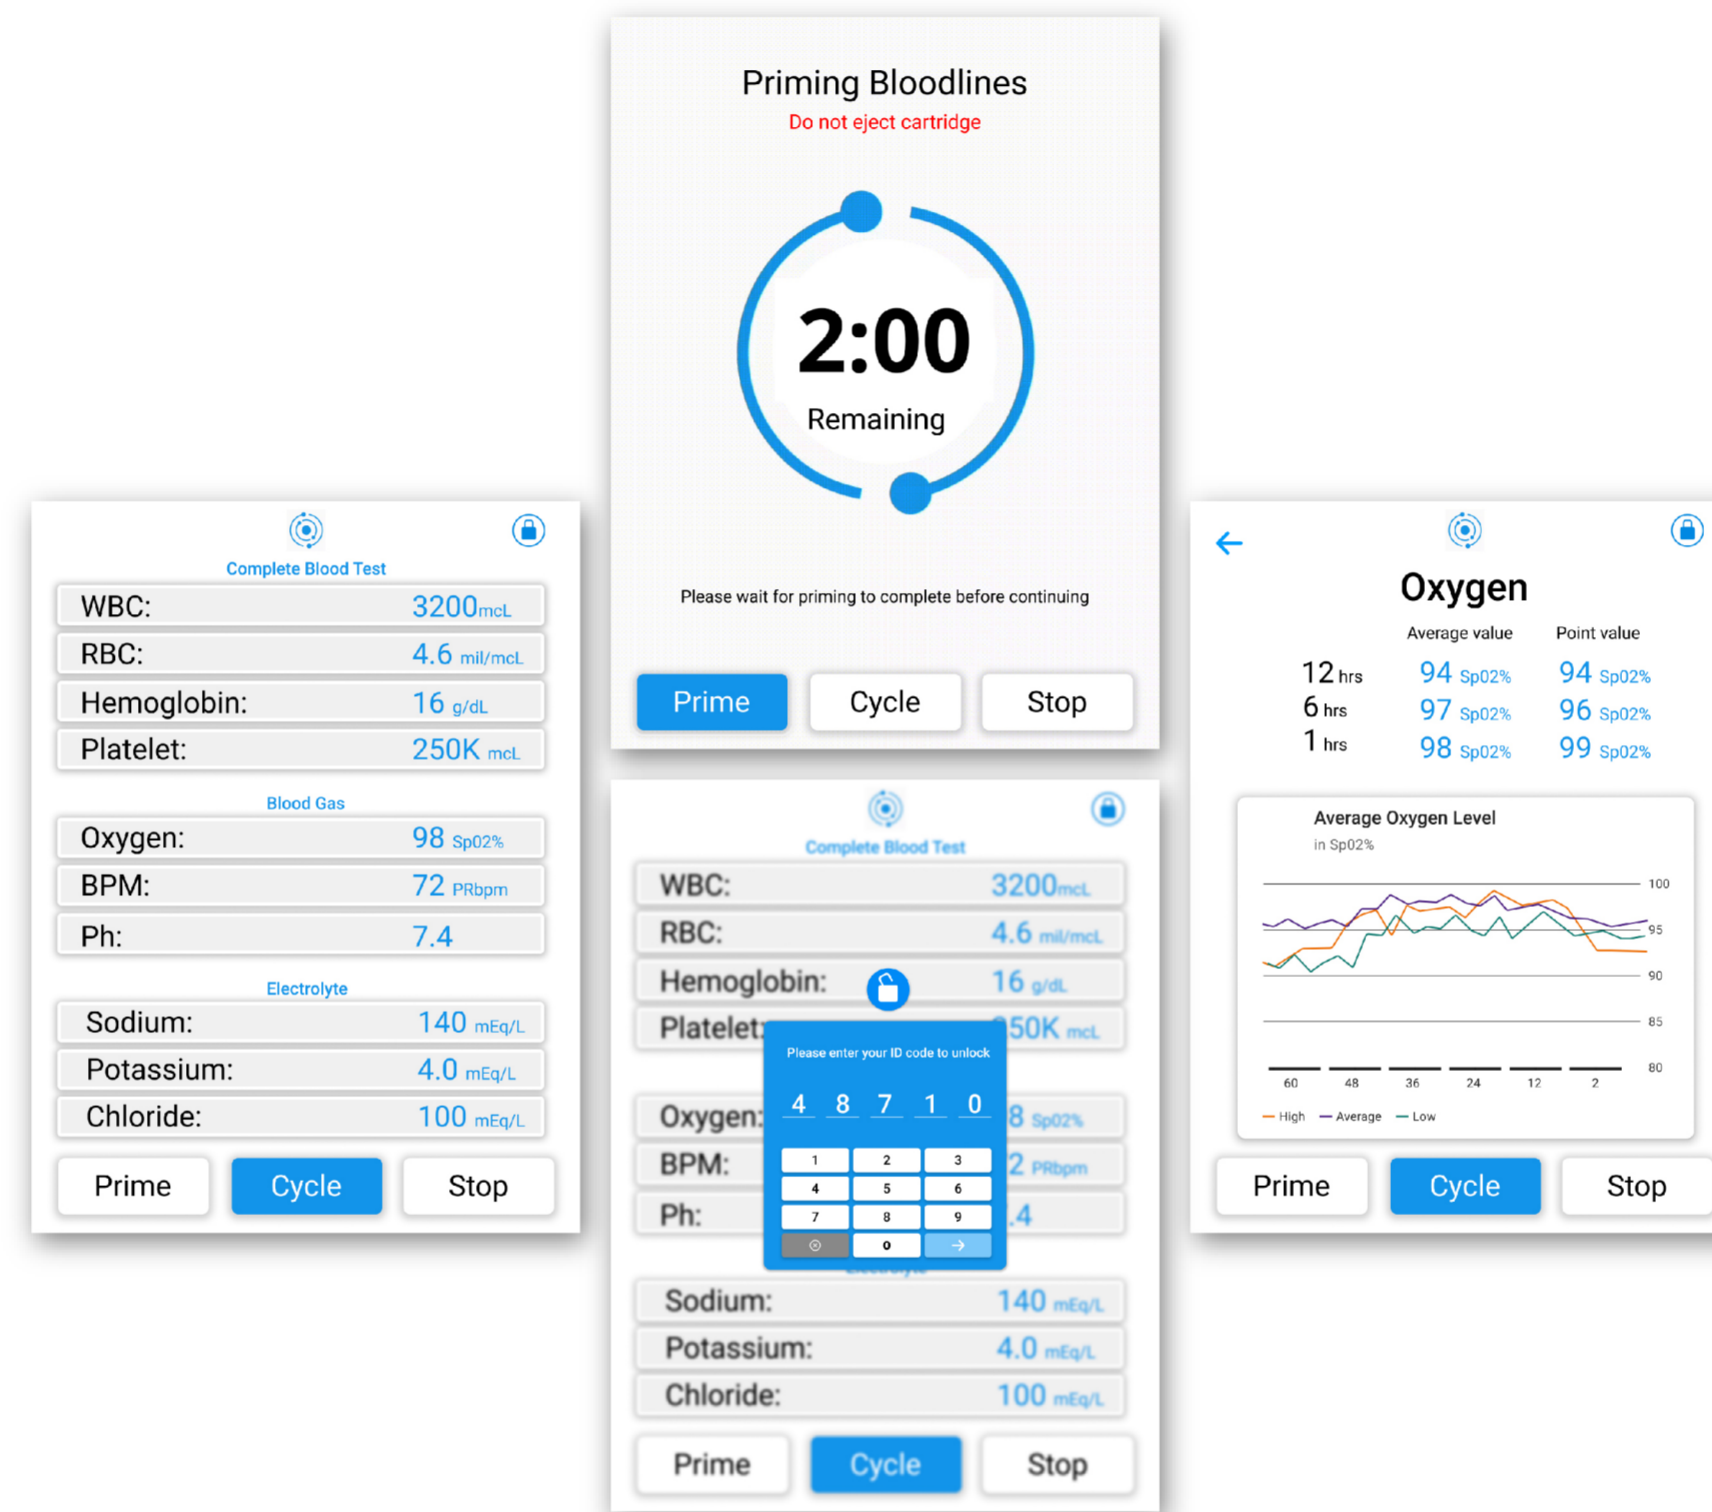 Priming Bloodlines
Do not eject cartridge
2:00
Remaining
Please wait for priming to complete before continuing
Prime Cycle Stop
Complete Blood Test
WBC: 3200mcL
RBC: 4.6 mil/mcL
Hemoglobin: 16 g/dL
Platelet: 250K mcL
Blood Gas
Oxygen: 98 Sp02%
BPM: 72 PRbpm
Ph: 7.4
Electrolyte
Sodium: 140 mEq/L
Potassium: 4.0 mEq/L
Chloride: 100 mEq/L
Prime Cycle Stop
Complete Blood Test
WBC: 3200mcL
RBC: 4.6 mil/mcL
Hemoglobin: 16 g/dL
Platelet: 50K mcL
Please enter your ID code to unlock
4 8 7 1 0
1 2 3
4 5 6
7 8 9
0
Oxygen: 8 Sp02%
BPM: 2 PRbpm
Ph: .4
Sodium: 140 mEq/L
Potassium: 4.0 mEq/L
Chloride: 100 mEq/L
Prime Cycle Stop
Oxygen
Average value Point value
12 hrs 94 Sp02% 94 Sp02%
6 hrs 97 Sp02% 96 Sp02%
1 hrs 98 Sp02% 99 Sp02%
Average Oxygen Level
in Sp02%
100
95
90
85
80
60 48 36 24 12 2
High Average Low
Prime Cycle Stop